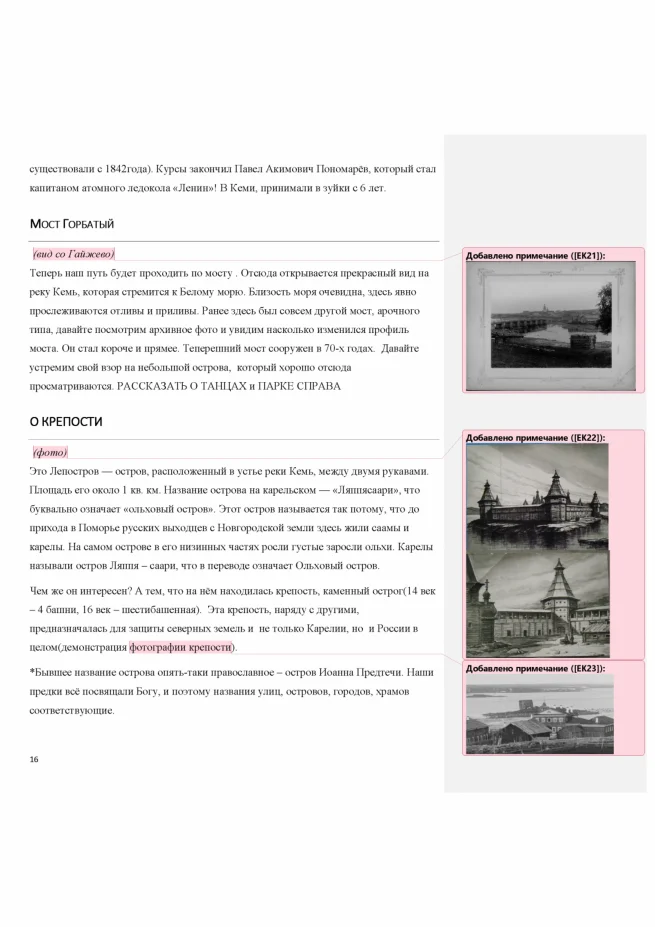 существовали с 1842года). Курсы закончил Павел Акимович Пономарёв, который стал
капитаном атомного ледокола «Ленин»! В Кеми, принимали в зуйки с 6 лет.
Мост Горбатый
(вид со Гайжево)
Добавлено примечание ([ЕК21]):
Теперь наш путь будет проходить по мосту . Отсюда открывается прекрасный вид на
реку Кемь, которая стремится к Белому морю. Близость моря очевидна, здесь явно
прослеживаются отливы и приливы. Ранее здесь был совсем другой мост, арочного
типа, давайте посмотрим архивное фото и увидим насколько изменился профиль
моста. Он стал короче и прямее. Теперешний мост сооружен в 70-х годах. Давайте
устремим свой взор на небольшой острова, который хорошо отсюда
просматриваются. РАССКАЗАТЬ О ТАНЦАХ и ПАРКЕ СПРАВА
О КРЕПОСТИ
(фото)
Добавлено примечание ([ЕК22]):
Это Лепостров — остров, расположенный в устье реки Кемь, между двумя рукавами.
Площадь его около 1 кв. км. Название острова на карельском — «Ляппясаари», что
буквально означает «ольховый остров». Этот остров называется так потому, что до
прихода в Поморье русских выходцев с Новгородской земли здесь жили саамы и
карелы. На самом острове в его низинных частях росли густые заросли ольхи. Карелы
называли остров Ляппя – саари, что в переводе означает Ольховый остров.
Чем же он интересен? А тем, что на нём находилась крепость, каменный острог(14 век
– 4 башни, 16 век – шестибашенная). Эта крепость, наряду с другими,
предназначалась для защиты северных земель и не только Карелии, но и России в
целом(демонстрация фотографии крепости).
Добавлено примечание ([ЕК23]):
*Бывшее название острова опять-таки православное – остров Иоанна Предтечи. Наши
предки всё посвящали Богу, и поэтому названия улиц, островов, городов, храмов
соответствующие.
16